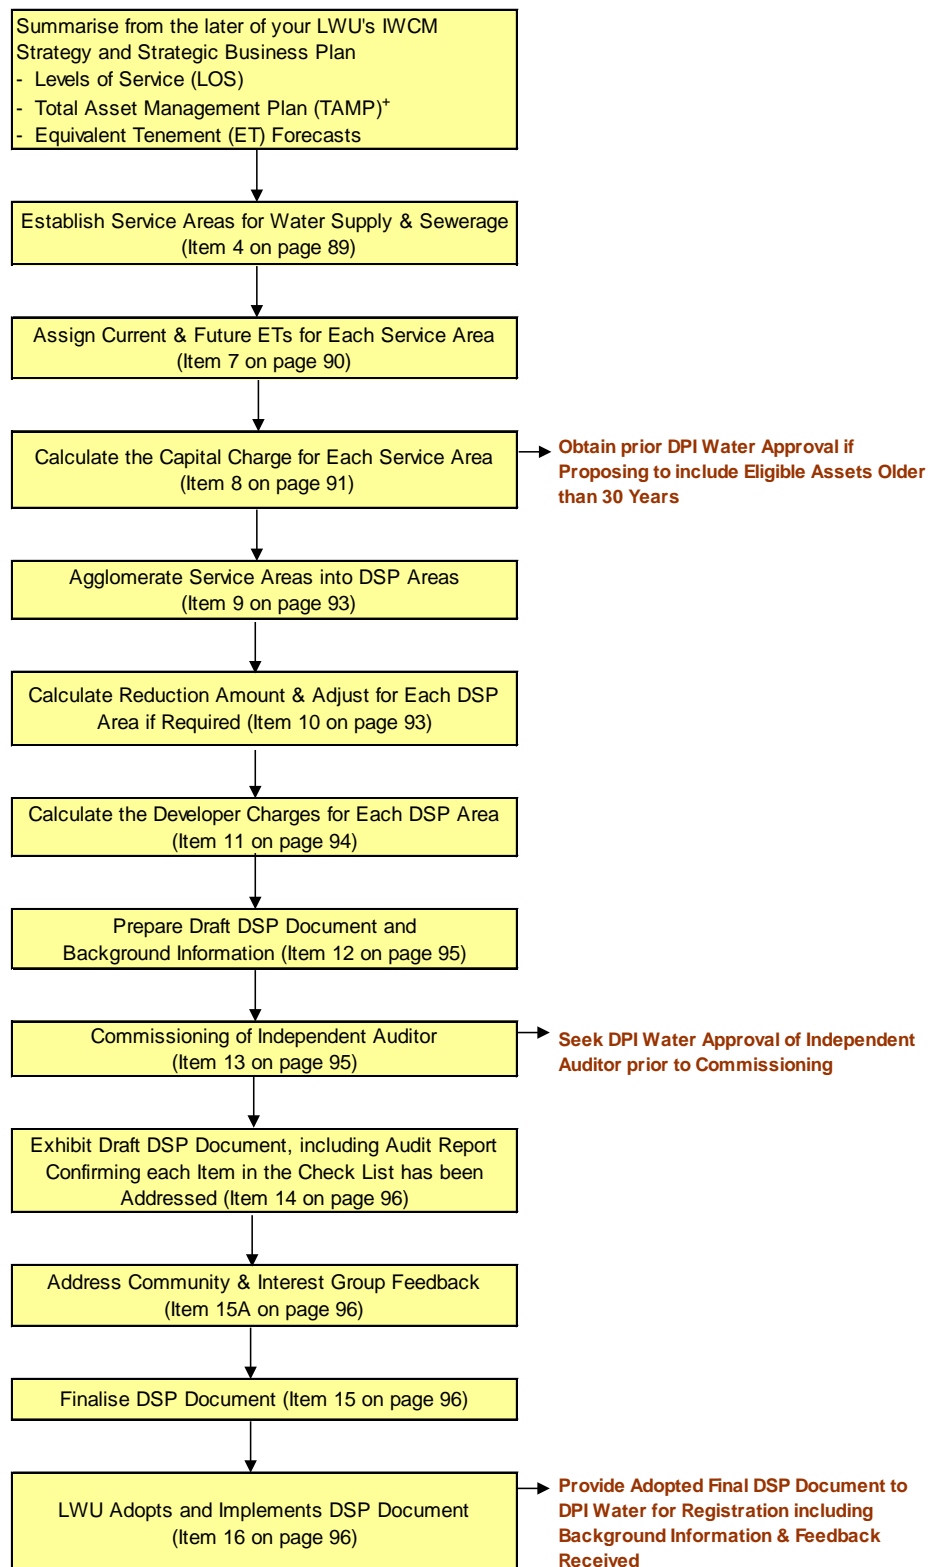 Summarise from the later of your LWU's IWCM
Strategy and Strategic Business Plan
- Levels of Service (LOS)
- Total Asset Management Plan (TAMP)+
- Equivalent Tenement (ET) Forecasts
Establish Service Areas for Water Supply & Sewerage
(Item 4 on page 89)
Assign Current & Future ETs for Each Service Area
(Item 7 on page 90)
Calculate the Capital Charge for Each Service Area
(Item 8 on page 91)
Obtain prior DPI Water Approval if
Proposing to include Eligible Assets Older
than 30 Years
Agglomerate Service Areas into DSP Areas
(Item 9 on page 93)
Calculate Reduction Amount & Adjust for Each DSP
Area if Required (Item 10 on page 93)
Calculate the Developer Charges for Each DSP Area
(Item 11 on page 94)
Prepare Draft DSP Document and
Background Information (Item 12 on page 95)
Commissioning of Independent Auditor
(Item 13 on page 95)
Seek DPI Water Approval of Independent
Auditor prior to Commissioning
Exhibit Draft DSP Document, including Audit Report
Confirming each Item in the Check List has been
Addressed (Item 14 on page 96)
Address Community & Interest Group Feedback
(Item 15A on page 96)
Finalise DSP Document (Item 15 on page 96)
LWU Adopts and Implements DSP Document
(Item 16 on page 96)
Provide Adopted Final DSP Document to
DPI Water for Registration including
Background Information & Feedback
Received